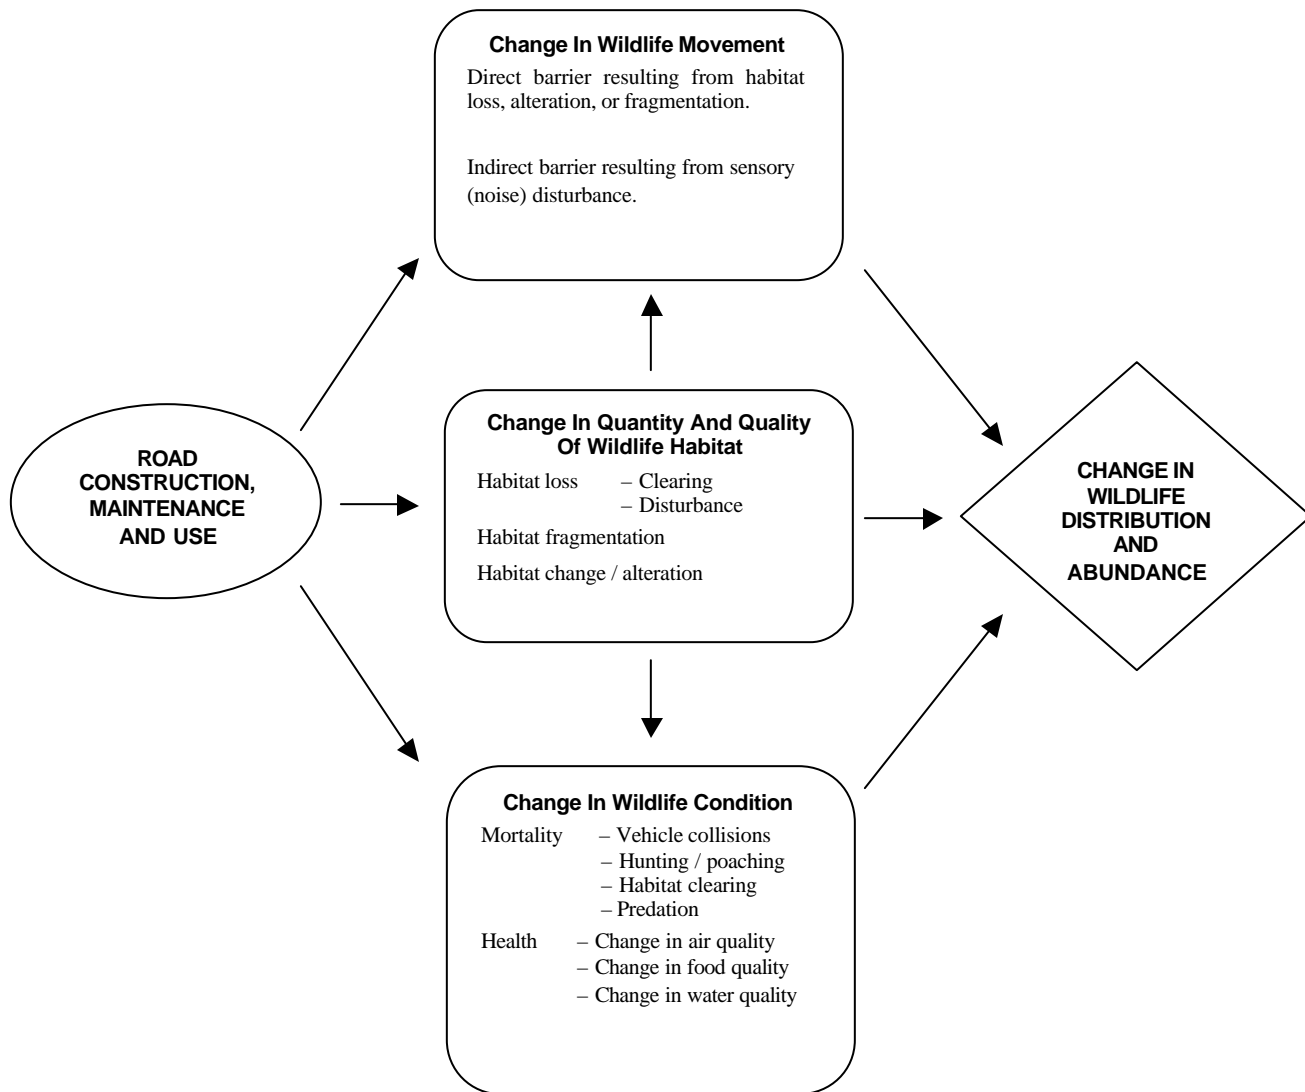 Change In Wildlife Movement
Direct barrier resulting from habitat
loss, alteration, or fragmentation.
Indirect barrier resulting from sensory
(noise) disturbance.
ROAD
CONSTRUCTION,
MAINTENANCE
AND USE
Change In Quantity And Quality
Of Wildlife Habitat
Habitat loss – Clearing
– Disturbance
Habitat fragmentation
Habitat change / alteration
CHANGE IN
WILDLIFE
DISTRIBUTION
AND
ABUNDANCE
Change In Wildlife Condition
Mortality – Vehicle collisions
– Hunting / poaching
– Habitat clearing
– Predation
Health – Change in air quality
– Change in food quality
– Change in water quality